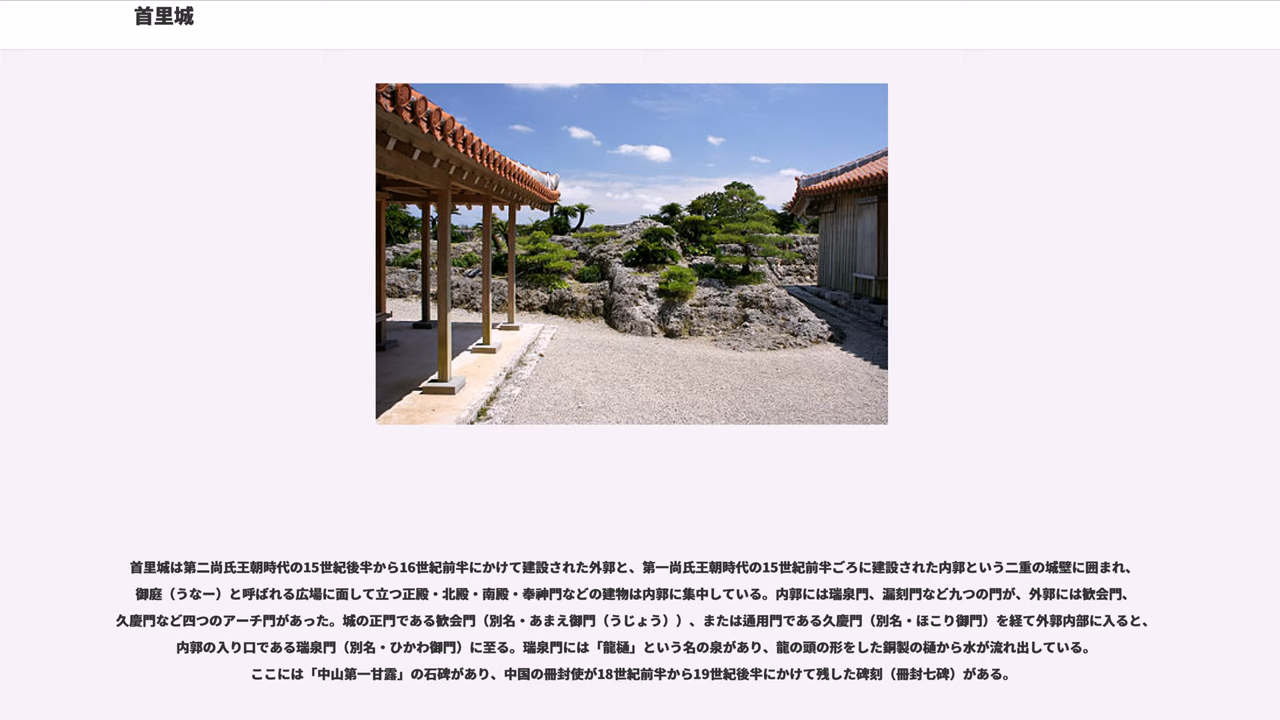 首里城
首里城は第二尚氏王朝時代の15世紀後半から16世紀前半にかけて建設された外郭と、第一尚氏王朝時代の15世紀前半ごろに建設された内郭という二重の城壁に囲まれ、
御庭（うなー）と呼ばれる広場に面して立つ正殿・北殿・南殿・奉神門などの建物は内郭に集中している。内郭には瑞泉門、漏刻門など九つの門が、外郭には歓会門、
久慶門など四つのアーチ門があった。城の正門である歓会門（別名・あまえ御門（うじょう））、または通用門である久慶門（別名・ほこり御門）を経て外郭内部に入ると、
内郭の入り口である瑞泉門（別名・ひかわ御門）に至る。瑞泉門には「龍樋」という名の泉があり、龍の頭の形をした銅製の樋から水が流れ出している。
ここには「中山第一甘露」の石碑があり、中国の冊封使が18世紀前半から19世紀後半にかけて残した碑刻（冊封七碑）がある。